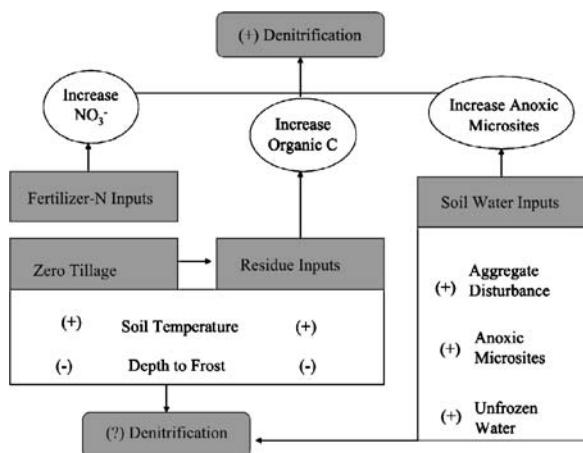 (+) Denitrification
Increase
NO3-
Increase
Organic C
Increase Anoxic
Microsites
Fertilizer-N Inputs
Soil Water Inputs
Zero Tillage
Residue Inputs
(+) Soil Temperature (+)
(-) Depth to Frost (-)
(+) Aggregate
Disturbance
(+) Anoxic
Microsites
(+) Unfrozen
Water
(?) Denitrification